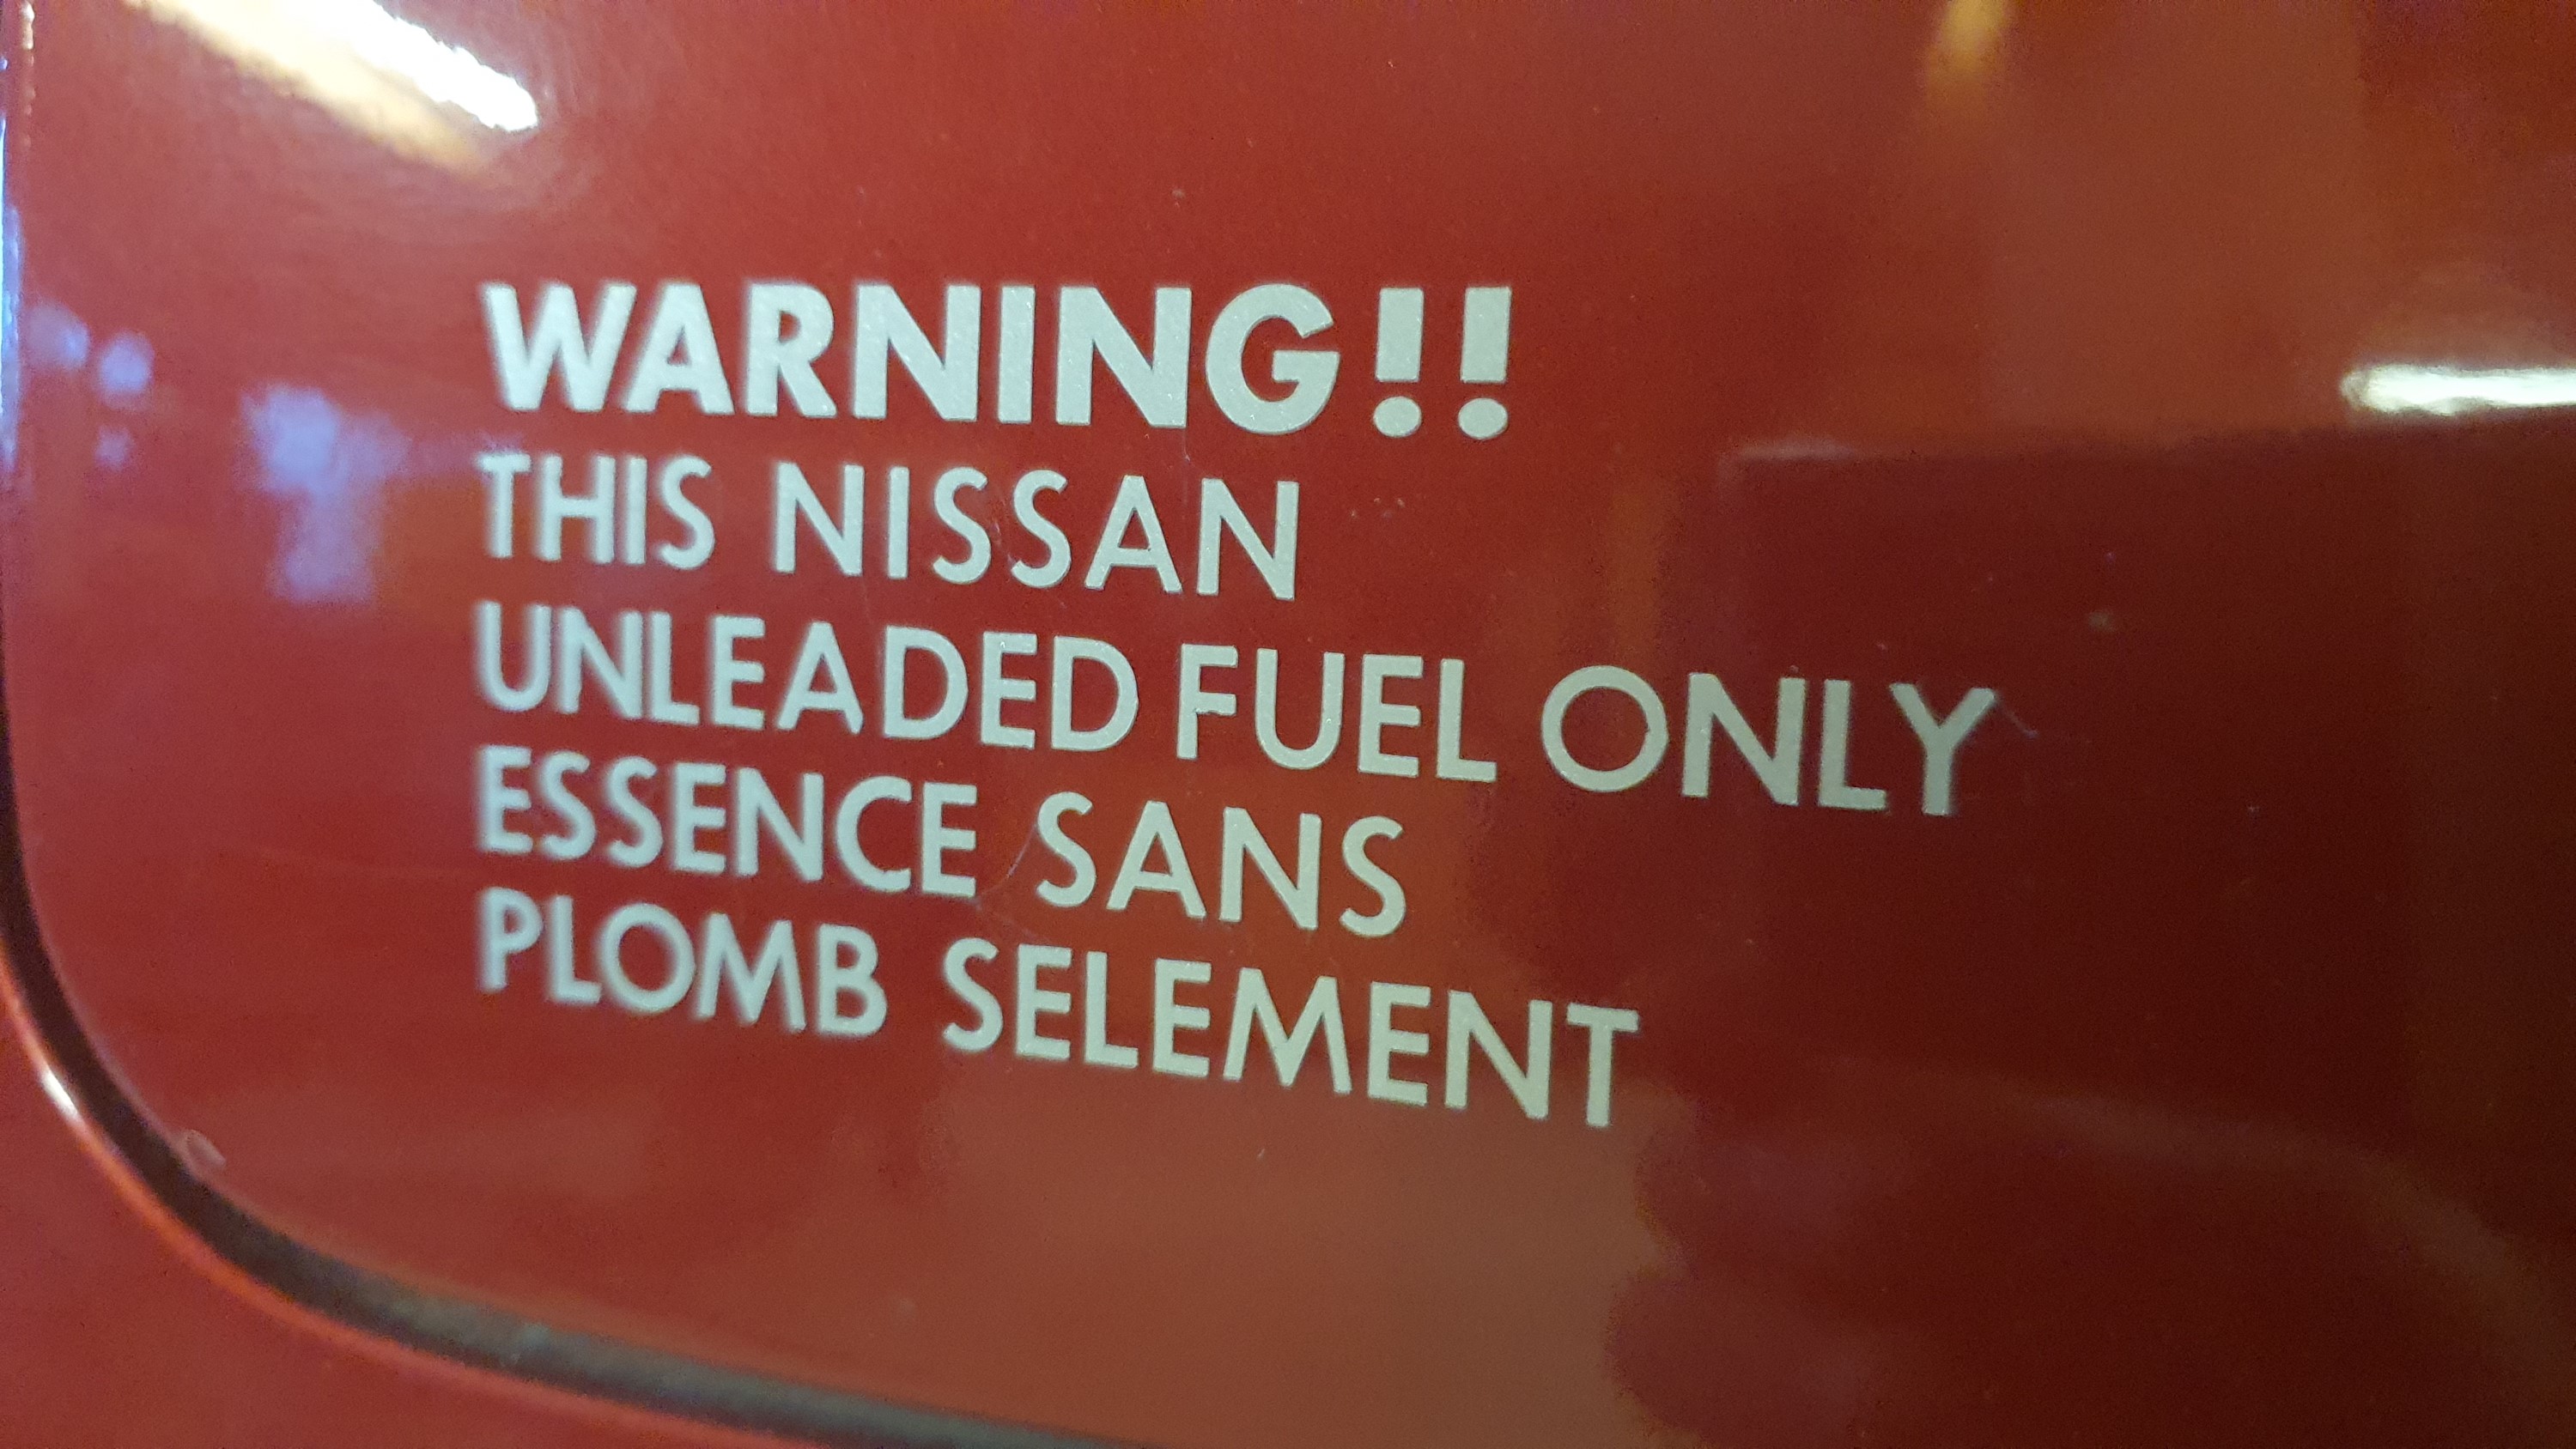 WARNING!!
THIS NISSAN
UNLEADED FUEL ONLY
ESSENCE SANS
PLOMB SELEMENT